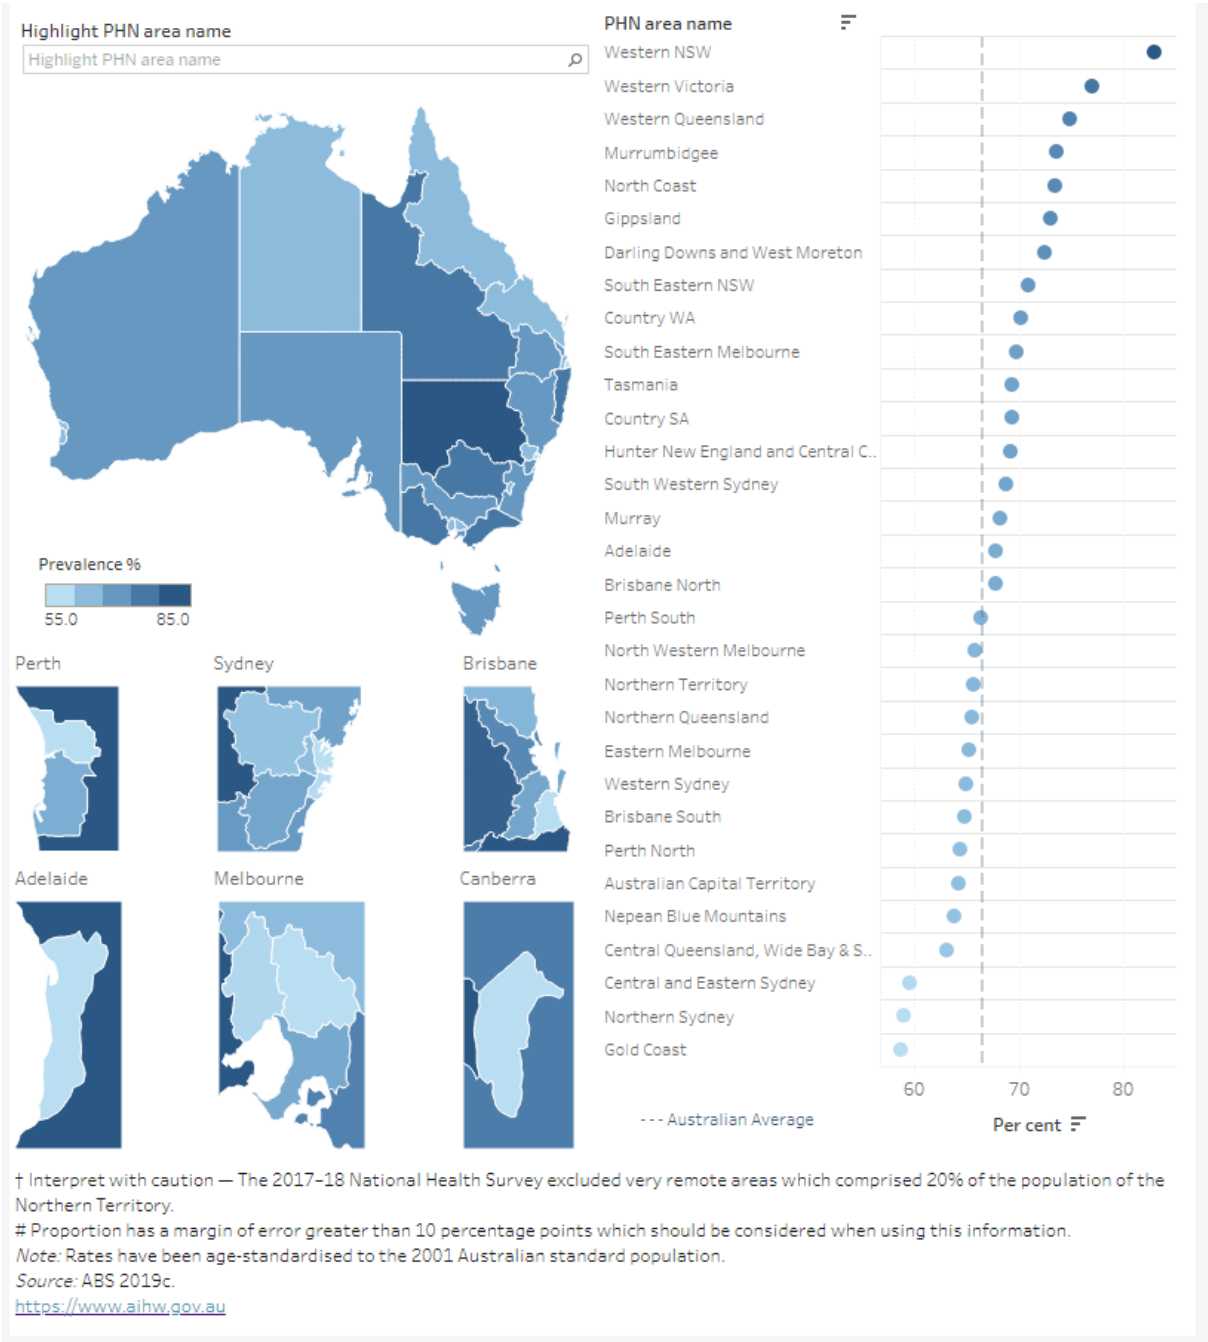 Highlight PHN area name
Highlight PHN area name
Prevalence %
55.0 85.0
Perth Sydney Brisbane
Adelaide Melbourne Canberra
PHN area name
Western NSW
Western Victoria
Western Queensland
Murrumbidgee
North Coast
Gippsland
Darling Downs and West Moreton
South Eastern NSW
Country WA
South Eastern Melbourne
Tasmania
Country SA
Hunter New England and Central C..
South Western Sydney
Murray
Adelaide
Brisbane North
Perth South
North Western Melbourne
Northern Territory
Northern Queensland
Eastern Melbourne
Western Sydney
Brisbane South
Perth North
Australian Capital Territory
Nepean Blue Mountains
Central Queensland, Wide Bay & S..
Central and Eastern Sydney
Northern Sydney
Gold Coast
60 70 80
--- Australian Average
Per cent
† Interpret with caution — The 2017–18 National Health Survey excluded very remote areas which comprised 20% of the population of the
Northern Territory.
# Proportion has a margin of error greater than 10 percentage points which should be considered when using this information.
Note: Rates have been age-standardised to the 2001 Australian standard population.
Source: ABS 2019c.
https://www.aihw.gov.au